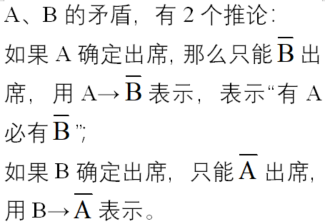 A、B 的矛盾，有 2 个推论：
如果 A 确定出席，那么只能 B̅ 出
席，用 A→ B̅ 表示，表示“有 A
必有 B̅ ”；
如果 B 确定出席，只能 A̅ 出席，
用 B→ A̅ 表示。